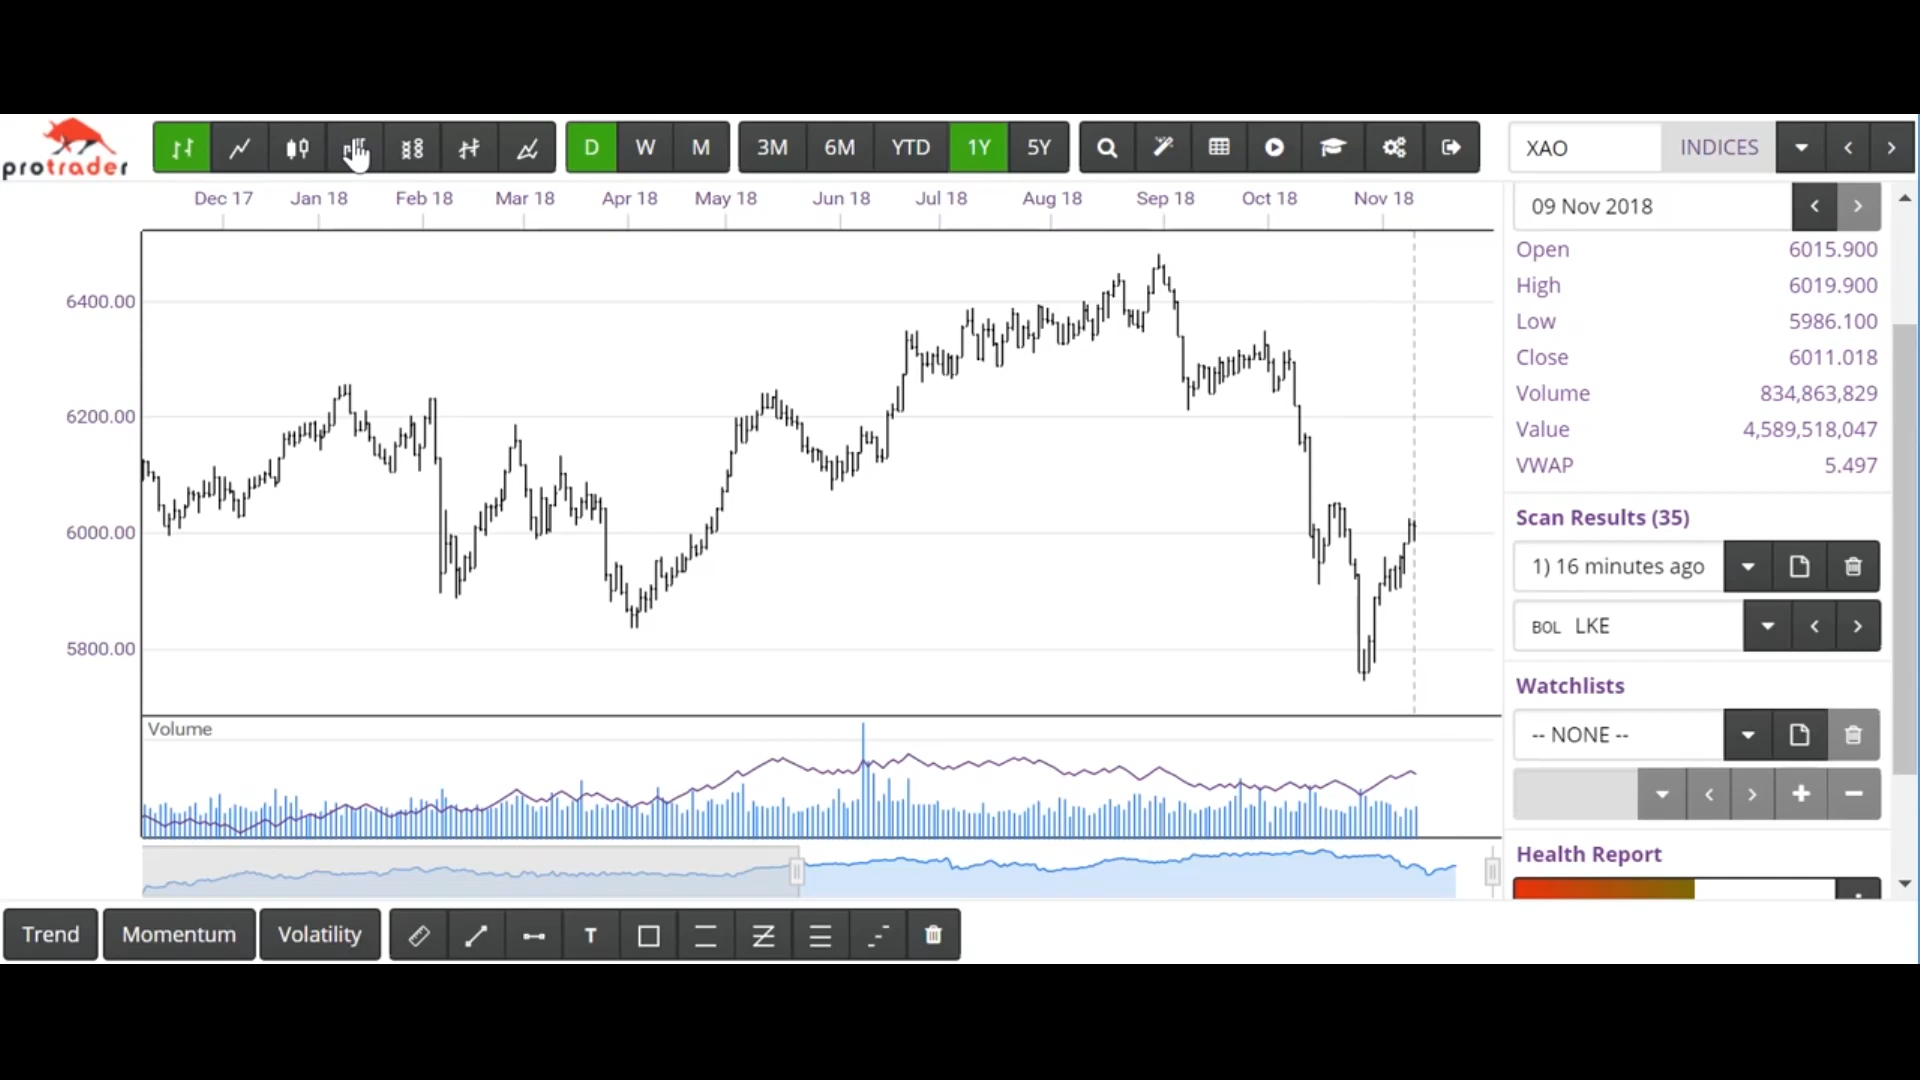 protrader
D W M 3M 6M YTD 1Y 5Y XAO INDICES
Dec 17 Jan 18 Feb 18 Mar 18 Apr 18 May 18 Jun 18 Jul 18 Aug 18 Sep 18 Oct 18 Nov 18
6400.00
6200.00
6000.00
5800.00
Volume
09 Nov 2018
Open 6015.900
High 6019.900
Low 5986.100
Close 6011.018
Volume 834,863,829
Value 4,589,518,047
VWAP 5.497
Scan Results (35)
1) 16 minutes ago
BOL LKE
Watchlists
-- NONE --
Health Report
Trend Momentum Volatility T